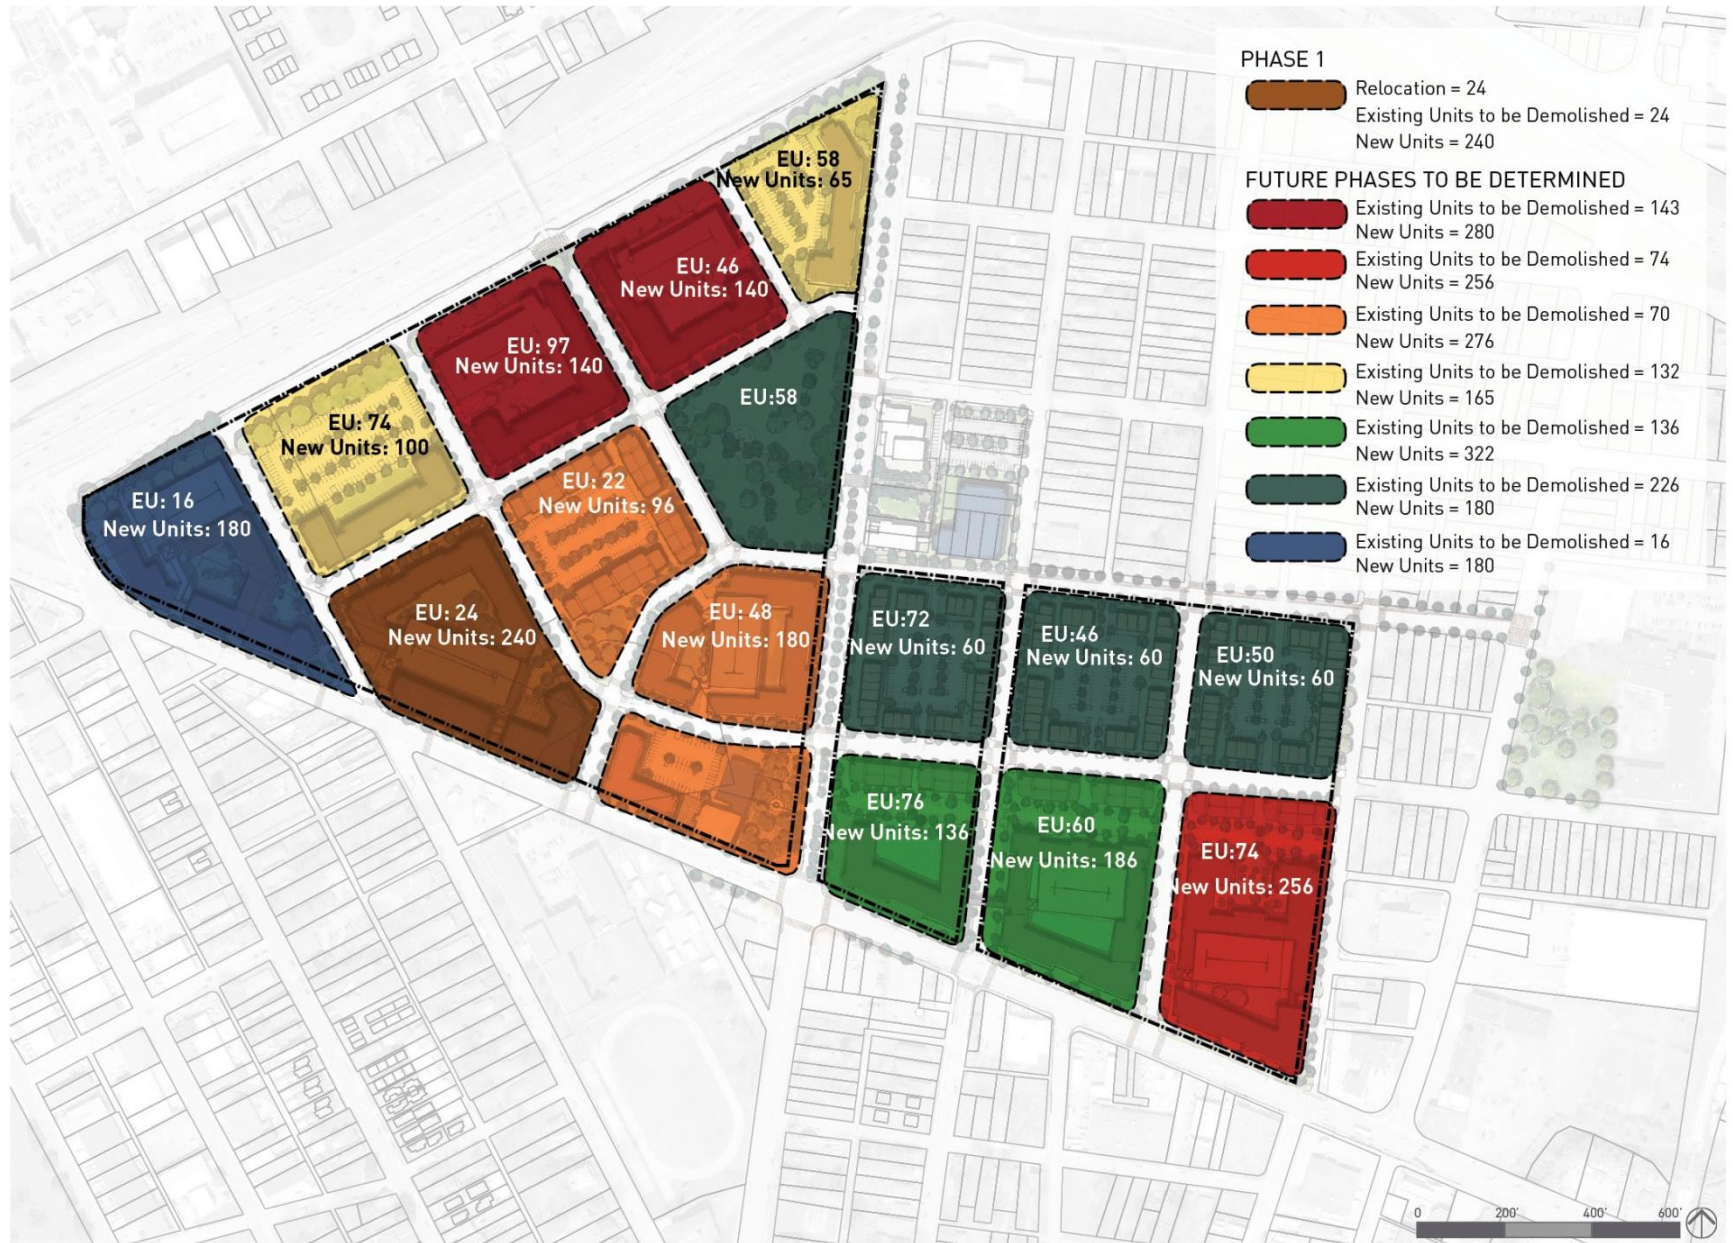 PHASE 1
Relocation = 24
Existing Units to be Demolished = 24
New Units = 240
FUTURE PHASES TO BE DETERMINED
Existing Units to be Demolished = 143
New Units = 280
Existing Units to be Demolished = 74
New Units = 256
Existing Units to be Demolished = 70
New Units = 276
Existing Units to be Demolished = 132
New Units = 165
Existing Units to be Demolished = 136
New Units = 322
Existing Units to be Demolished = 226
New Units = 180
Existing Units to be Demolished = 16
New Units = 180
EU: 58
New Units: 65
EU: 46
New Units: 140
EU: 97
New Units: 140
EU:58
EU: 74
New Units: 100
EU: 22
New Units: 96
EU: 16
New Units: 180
EU: 24
New Units: 240
EU: 48
New Units: 180
EU:72
New Units: 60
EU:46
New Units: 60
EU:50
New Units: 60
EU:76
New Units: 136
EU:60
New Units: 186
EU:74
New Units: 256
0 200' 400' 600'